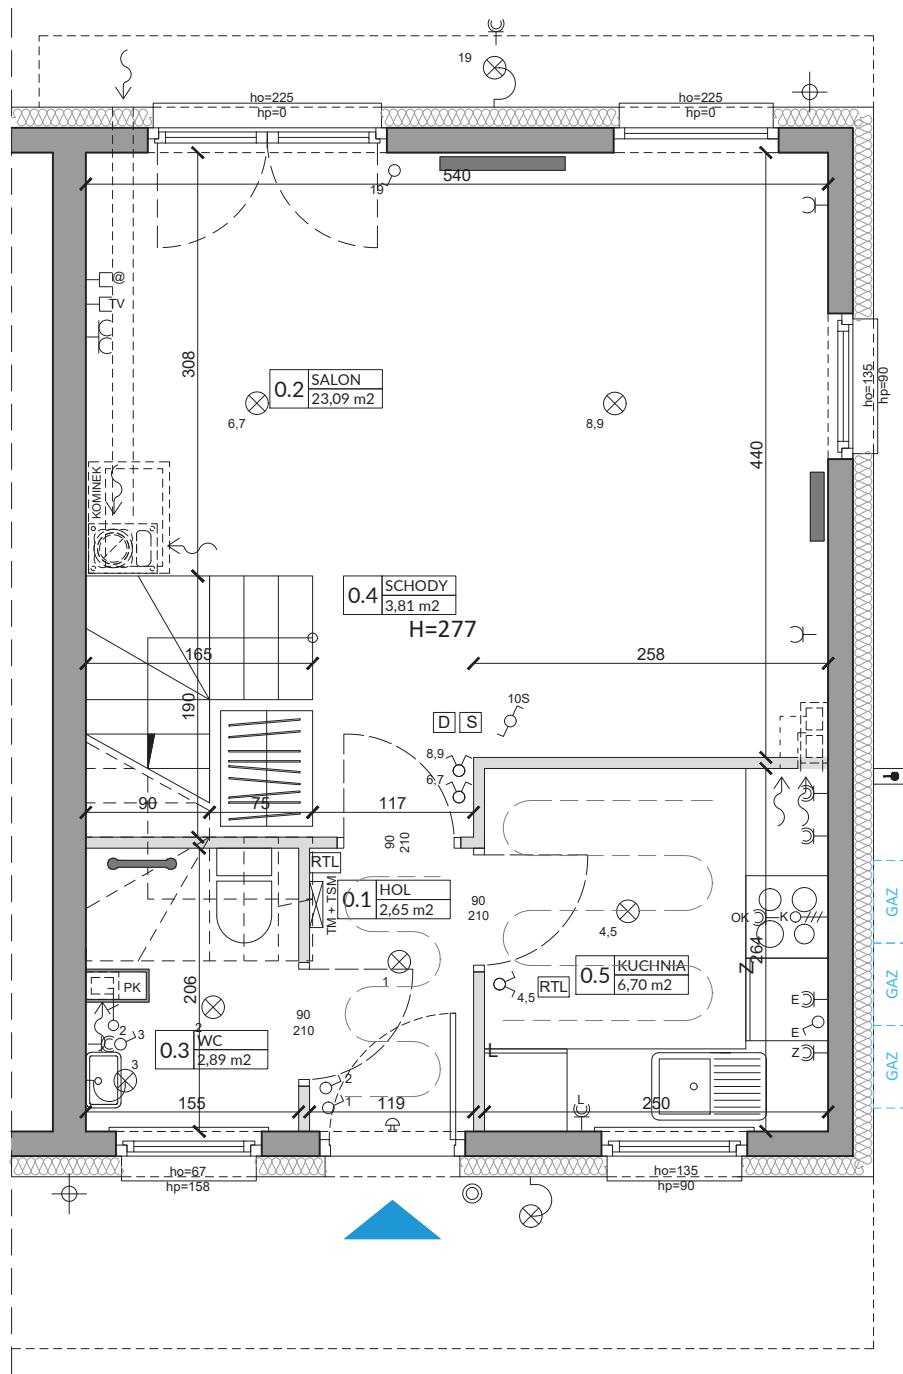 19
ho=225
hp=0
ho=225
hp=0
19
540
@
TV
308
0.2
SALON
23,09 m2
6,7
8,9
ho=135
hp=90
440
KOMINEK
0.4
SCHODY
3,81 m2
H=277
165
258
190
10S
D
S
8,9
6,7
90
75
117
90
210
RTL
TM + TSM
0.1
HOL
2,65 m2
90
210
4,5
OK
K
GAZ
264
Z
0.5
KUCHNIA
6,70 m2
RTL
4,5
1
PK
206
GAZ
E
90
210
2
3
2
0.3
WC
2,89 m2
E
L
Z
GAZ
3
2
1
155
119
L
250
ho=67
hp=158
ho=135
hp=90